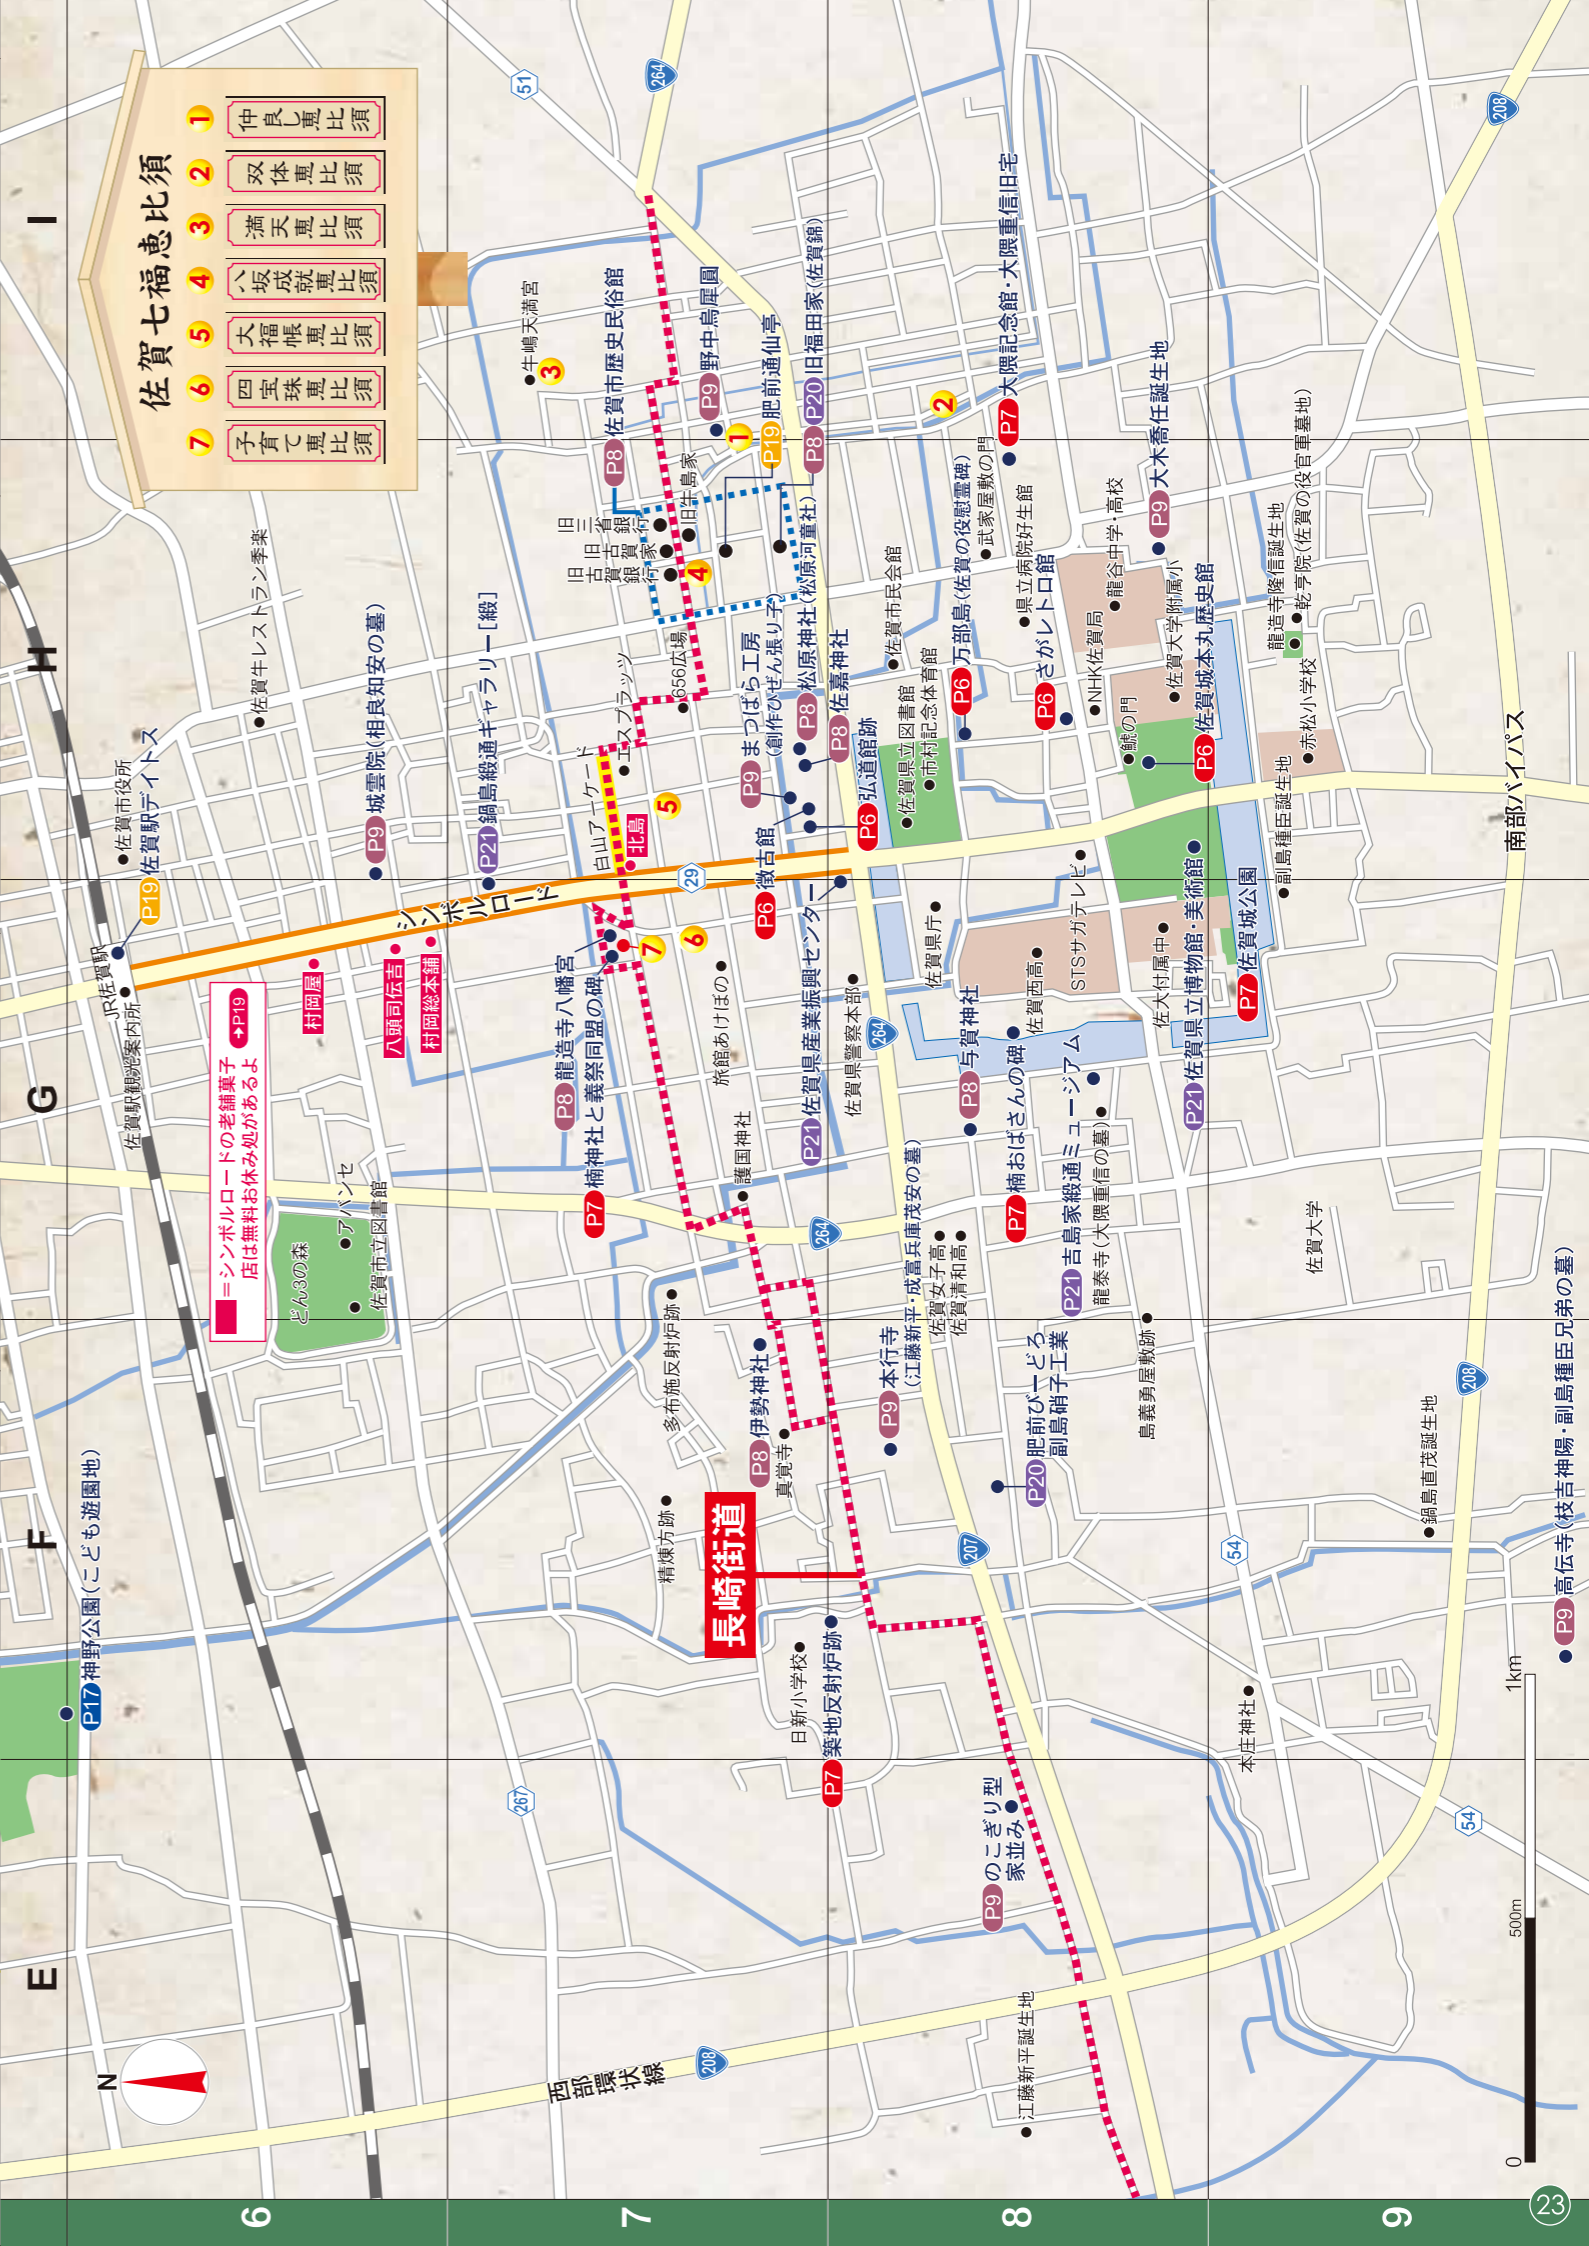 佐賀七福恵比須
1 仲良し恵比須
2 双体恵比須
3 満天恵比須
4 八坂成就恵比須
5 大福帳恵比須
6 四宝珠恵比須
7 子育て恵比須
E
F
G
H
I
6
7
8
9
N
P17 神野公園(こども遊園地)
JR佐賀駅
佐賀駅観光案内所
P19 佐賀駅デイトス
佐賀市役所
佐賀牛レストラン季楽
P9 城雲院(相良知安の墓)
P21 鍋島緞通ギャラリー[緞]
■=シンボルロードの老舗菓子
店は無料お休み処があるよ
➔P19
村岡屋
八頭司伝吉
村岡総本舗
シンボルロード
どん3の森
アバンセ
佐賀市立図書館
267
51
264
牛嶋天満宮
3
P8 佐賀市歴史民俗館
P9 野中烏犀圓
1
P19 肥前通仙亭
P8 P20 旧福田家(佐賀錦)
旧三省銀行
旧古賀家
旧古賀銀行
旧牛島家
4
656広場
エスプラッツ
白山アーケード
5
北島
29
P8 龍造寺八幡宮
P7 楠神社と義祭同盟の碑
7
6
旅館あけぼの
護国神社
P9 まつばら工房
(創作ひぜん張り子)
P8 松原神社(松原河童社)
P8 佐嘉神社
P6 徴古館
P6 弘道館跡
P21 佐賀県産業振興センター
佐賀県警察本部
264
264
多布施反射炉跡
P8 伊勢神社
真覚寺
精煉方跡
長崎街道
日新小学校
P7 築地反射炉跡
西部環状線
208
2
P7 大隈記念館・大隈重信旧宅
佐賀市民会館
佐賀県立図書館
市村記念体育館
P6 万部島(佐賀の役慰霊碑)
武家屋敷の門
県立病院好生館
P6 さがレトロ館
NHK佐賀局
龍谷中学・高校
P9 大木喬任誕生地
佐賀大学附属小
鯱の門
P6 佐賀城本丸歴史館
佐賀県庁
佐賀西高
STSサガテレビ
佐大付属中
P21 佐賀県立博物館・美術館
P7 佐賀城公園
P8 与賀神社
P7 楠おばさんの碑
P21 吉島家緞通ミュージアム
龍泰寺(大隈重信の墓)
P9 本行寺
(江藤新平・成富兵庫茂安の墓)
佐賀女子高
佐賀清和高
P20 肥前びーどろ
副島硝子工業
島義勇屋敷跡
207
P9 のこぎり型
家並み
江藤新平誕生地
龍造寺隆信誕生地
乾亨院(佐賀の役官軍墓地)
赤松小学校
副島種臣誕生地
南部バイパス
208
208
佐賀大学
鍋島直茂誕生地
P9 高伝寺(枝吉神陽・副島種臣兄弟の墓)
54
54
本庄神社
0
500m
1km
23